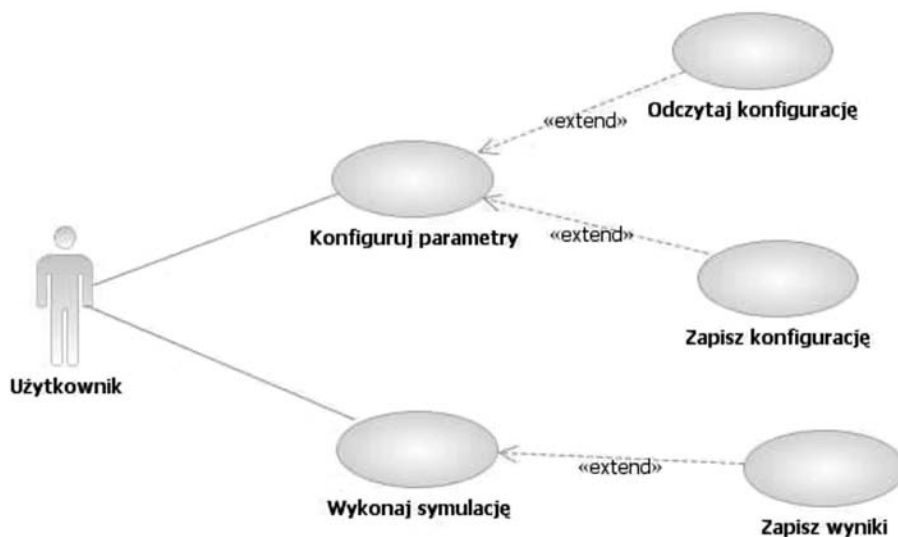 Odczytaj konfigurację
«extend»
Konfiguruj parametry
«extend»
Zapisz konfigurację
Użytkownik
«extend»
Wykonaj symulację
Zapisz wyniki